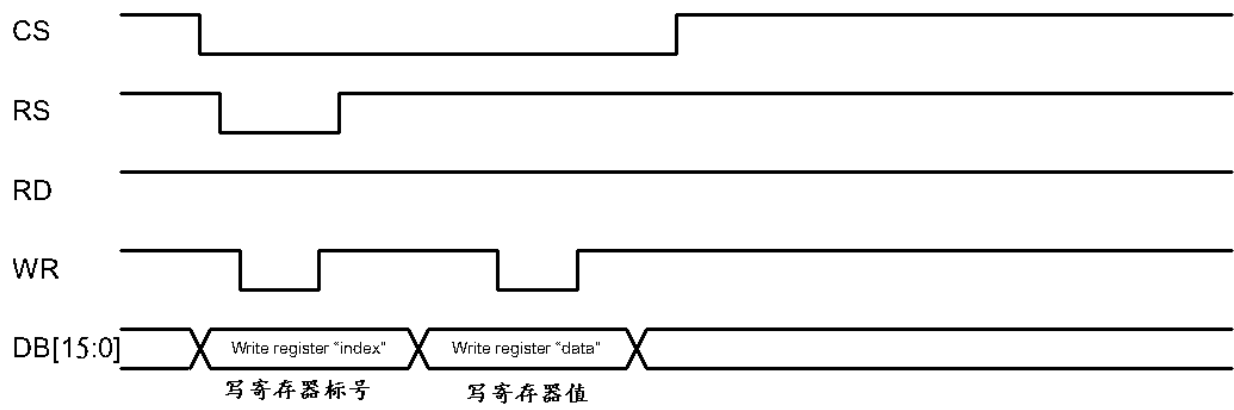 CS
RS
RD
WR
DB[15:0]
Write register "index"
Write register "data"
写寄存器标号
写寄存器值